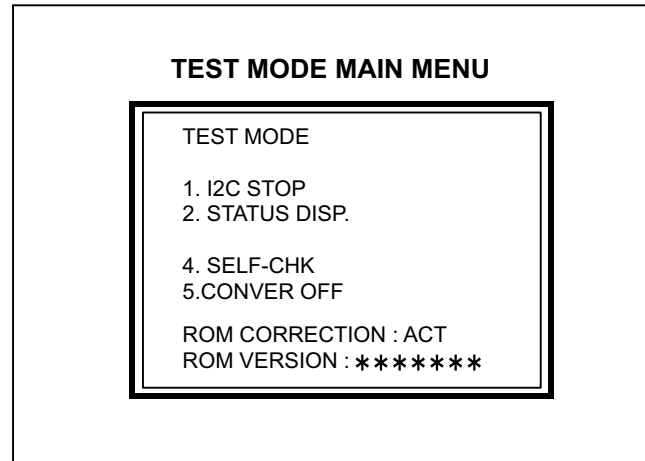 TEST MODE MAIN MENU
TEST MODE
1. I2C STOP
2. STATUS DISP.
4. SELF-CHK
5.CONVER OFF
ROM CORRECTION : ACT
ROM VERSION : *******